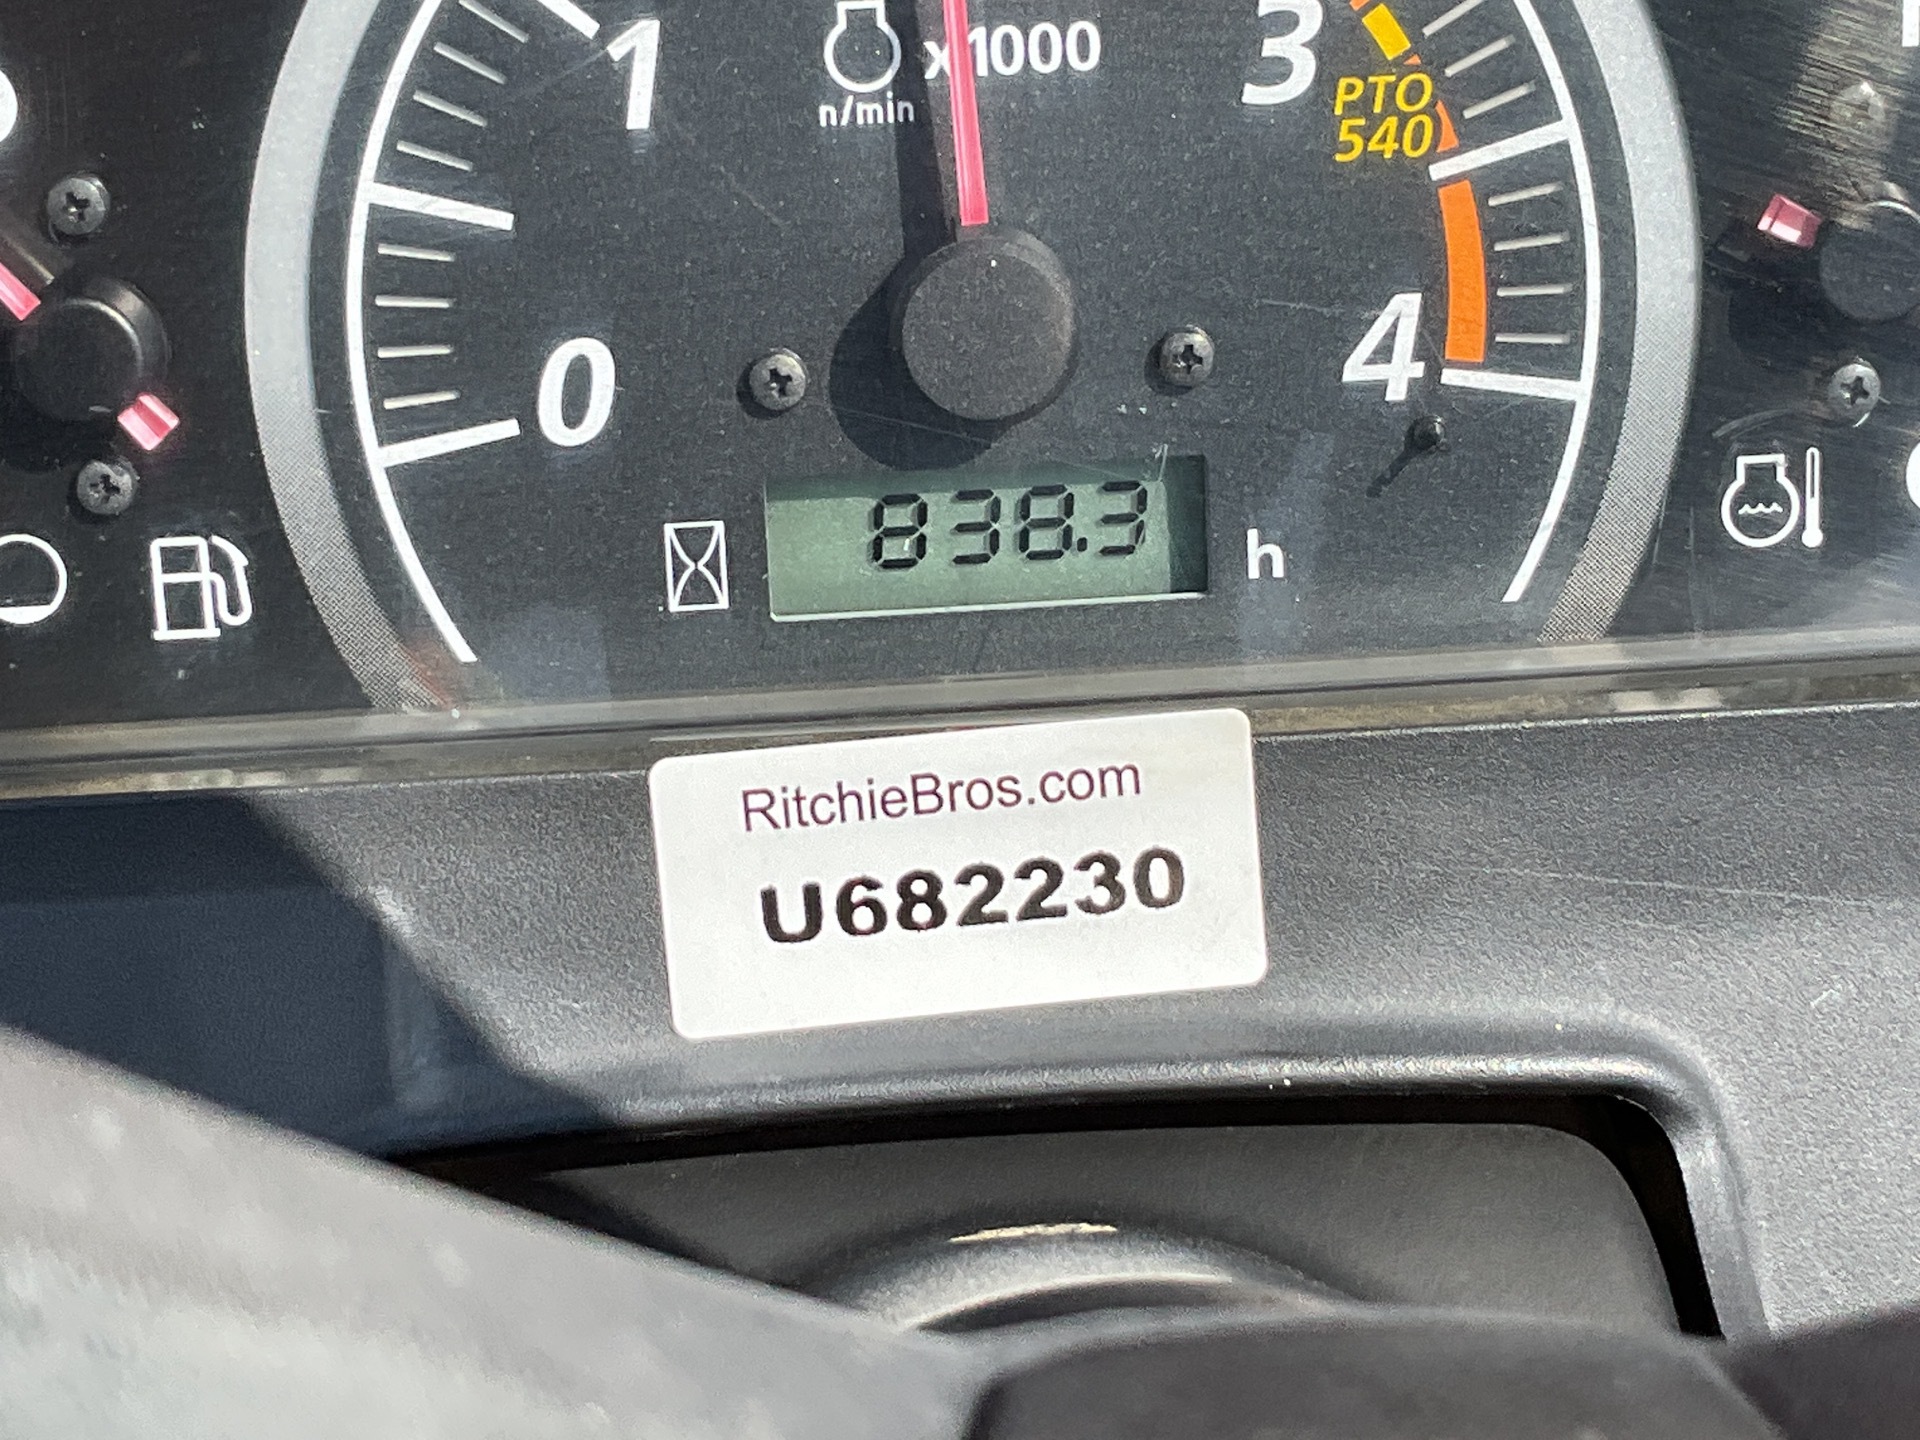 1
x1000
n/min
3
PTO
540
0
4
838.3
h
RitchieBros.com
U682230